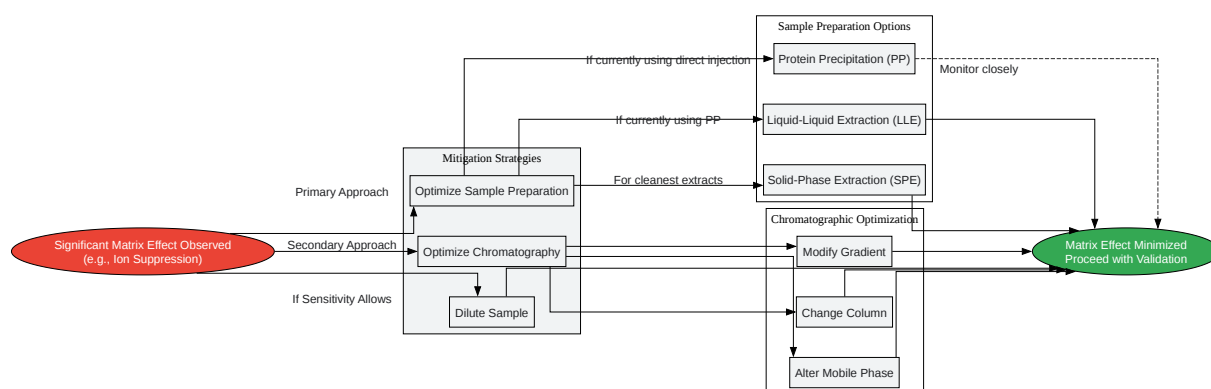 Sample Preparation Options
If currently using direct injection
Protein Precipitation (PP)
Monitor closely
If currently using PP
Liquid-Liquid Extraction (LLE)
Mitigation Strategies
Primary Approach
Optimize Sample Preparation
For cleanest extracts
Solid-Phase Extraction (SPE)
Chromatographic Optimization
Significant Matrix Effect Observed
(e.g., Ion Suppression)
Secondary Approach
Optimize Chromatography
Modify Gradient
Matrix Effect Minimized
Proceed with Validation
If Sensitivity Allows
Dilute Sample
Change Column
Alter Mobile Phase